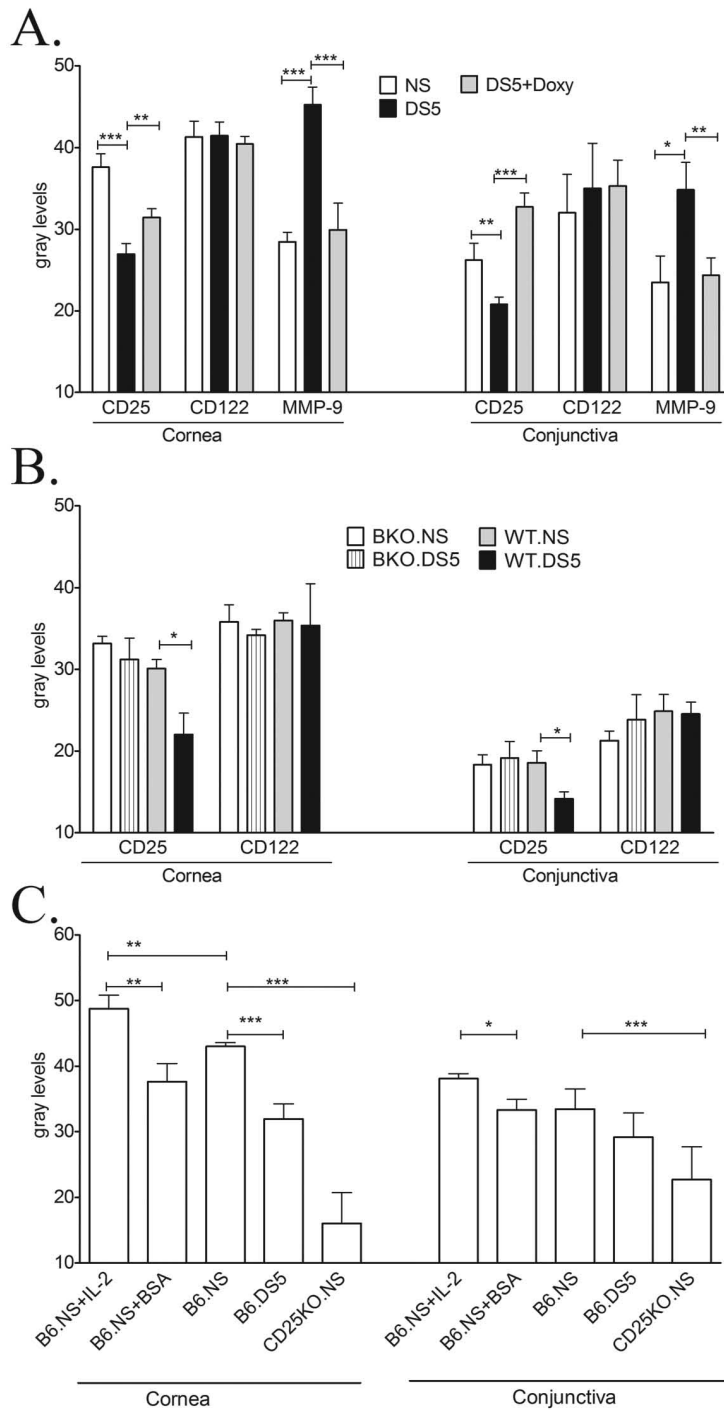 A.
50
40
30
20
10
gray levels
NS
DS5
DS5+Doxy
*** **
*** ***
** ***
* **
CD25 CD122 MMP-9
Cornea
CD25 CD122 MMP-9
Conjunctiva
B.
50
40
30
20
10
gray levels
BKO.NS
BKO.DS5
WT.NS
WT.DS5
*
*
CD25 CD122
Cornea
CD25 CD122
Conjunctiva
C.
60
50
40
30
20
10
gray levels
**
**
***
***
*
***
B6.NS+IL-2
B6.NS+BSA
B6.NS
B6.DS5
CD25KO.NS
Cornea
B6.NS+IL-2
B6.NS+BSA
B6.NS
B6.DS5
CD25KO.NS
Conjunctiva